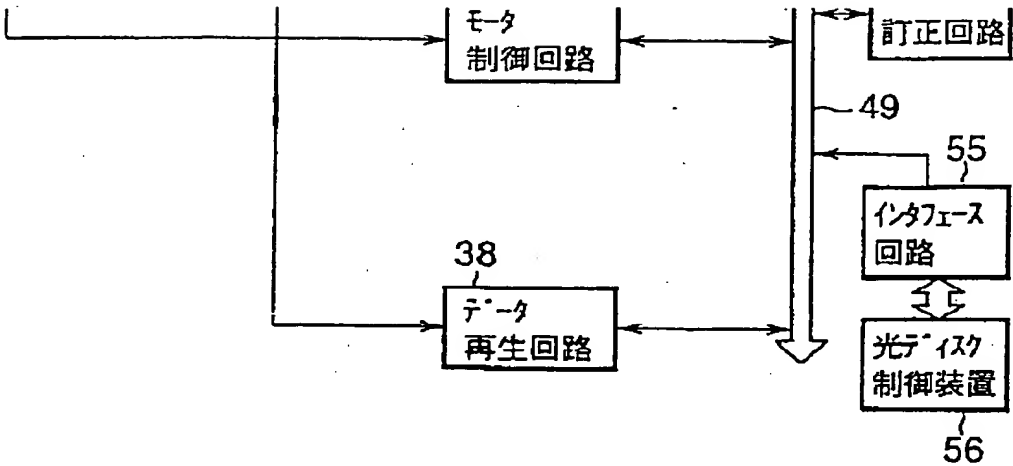 モータ
制御回路
訂正回路
49
55
インタフェース
回路
38
データ
再生回路
光ディスク
制御装置
56